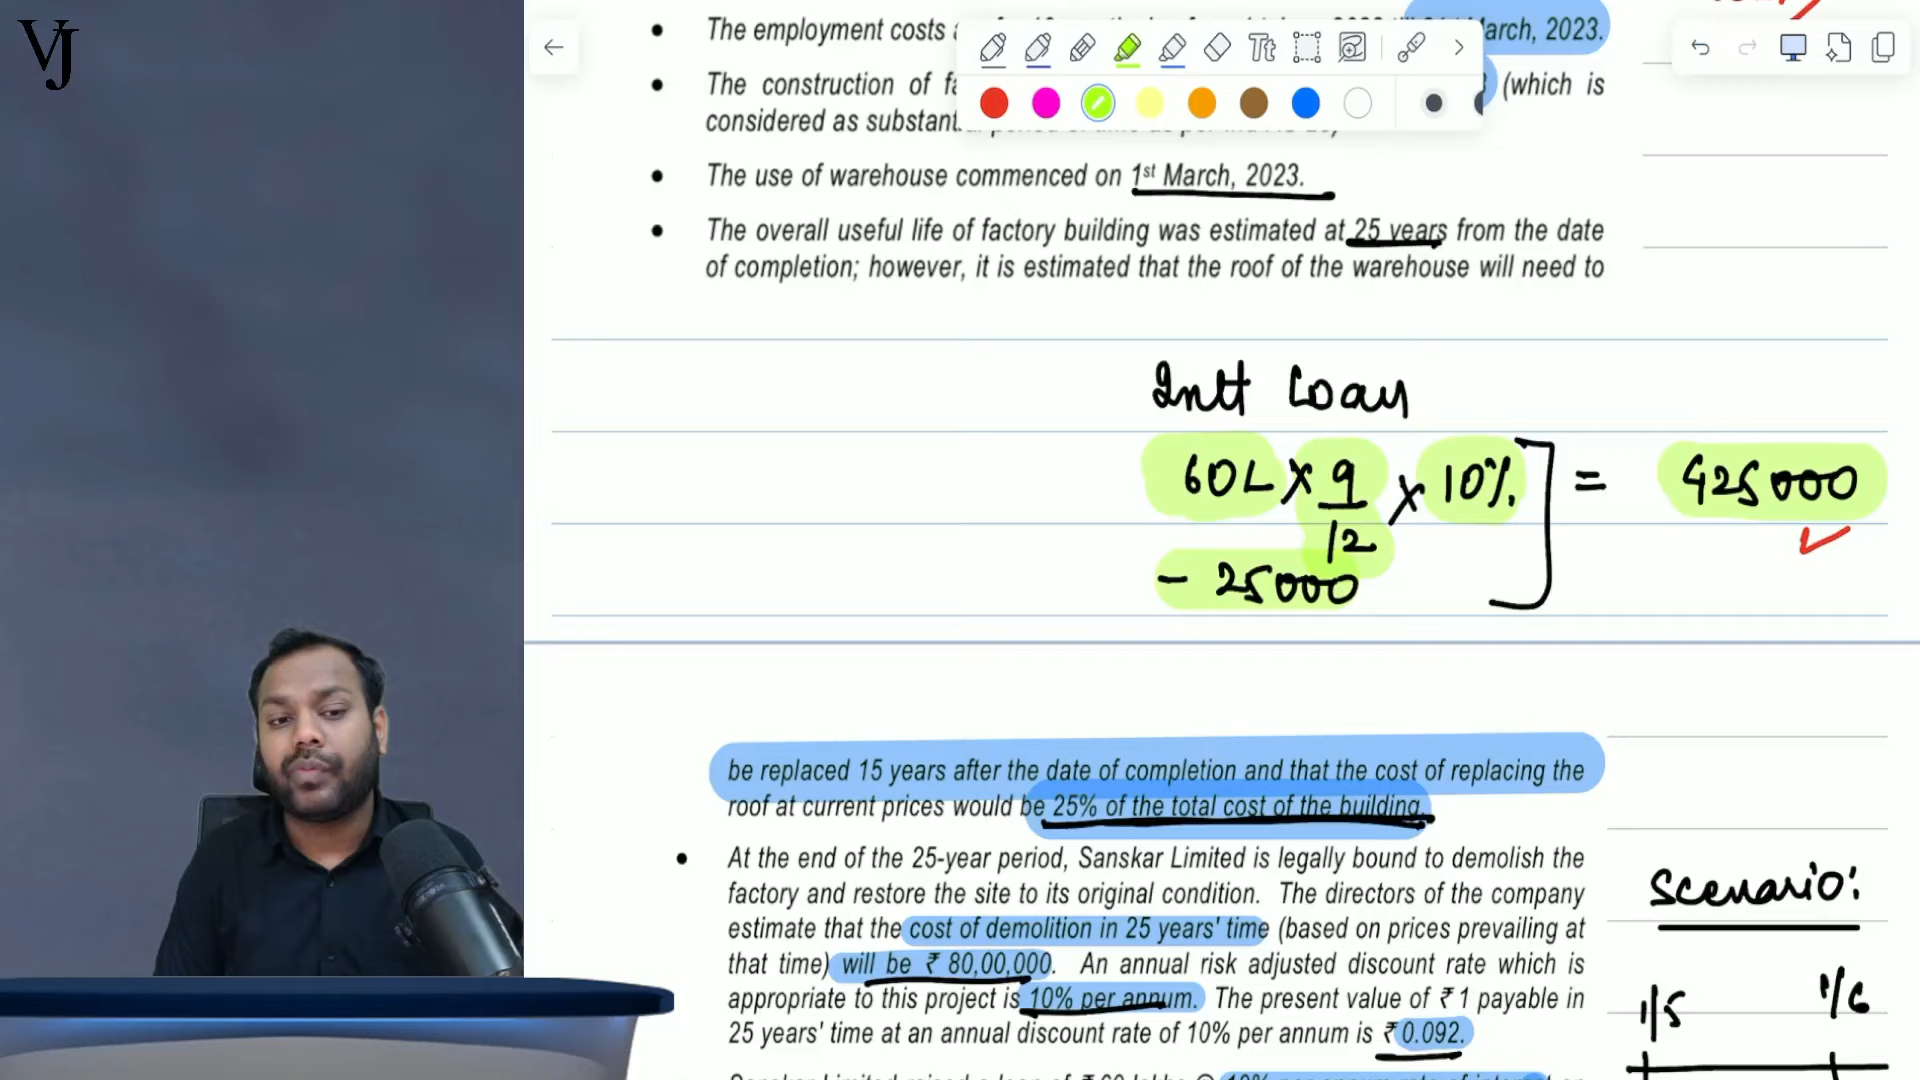 VJ
The employment costs arch, 2023.
The construction of (which is
considered as substant
Tt
The use of warehouse commenced on 1st March, 2023.
The overall useful life of factory building was estimated at 25 years from the date
of completion; however, it is estimated that the roof of the warehouse will need to
Intt Loan
60L X 9/12 X 10% = 425000
- 25000
be replaced 15 years after the date of completion and that the cost of replacing the
roof at current prices would be 25% of the total cost of the building.
At the end of the 25-year period, Sanskar Limited is legally bound to demolish the
factory and restore the site to its original condition. The directors of the company
estimate that the cost of demolition in 25 years' time (based on prices prevailing at
that time) will be ₹ 80,00,000. An annual risk adjusted discount rate which is
appropriate to this project is 10% per annum. The present value of ₹ 1 payable in
25 years' time at an annual discount rate of 10% per annum is ₹ 0.092.
Scenario:
1/5 1/6